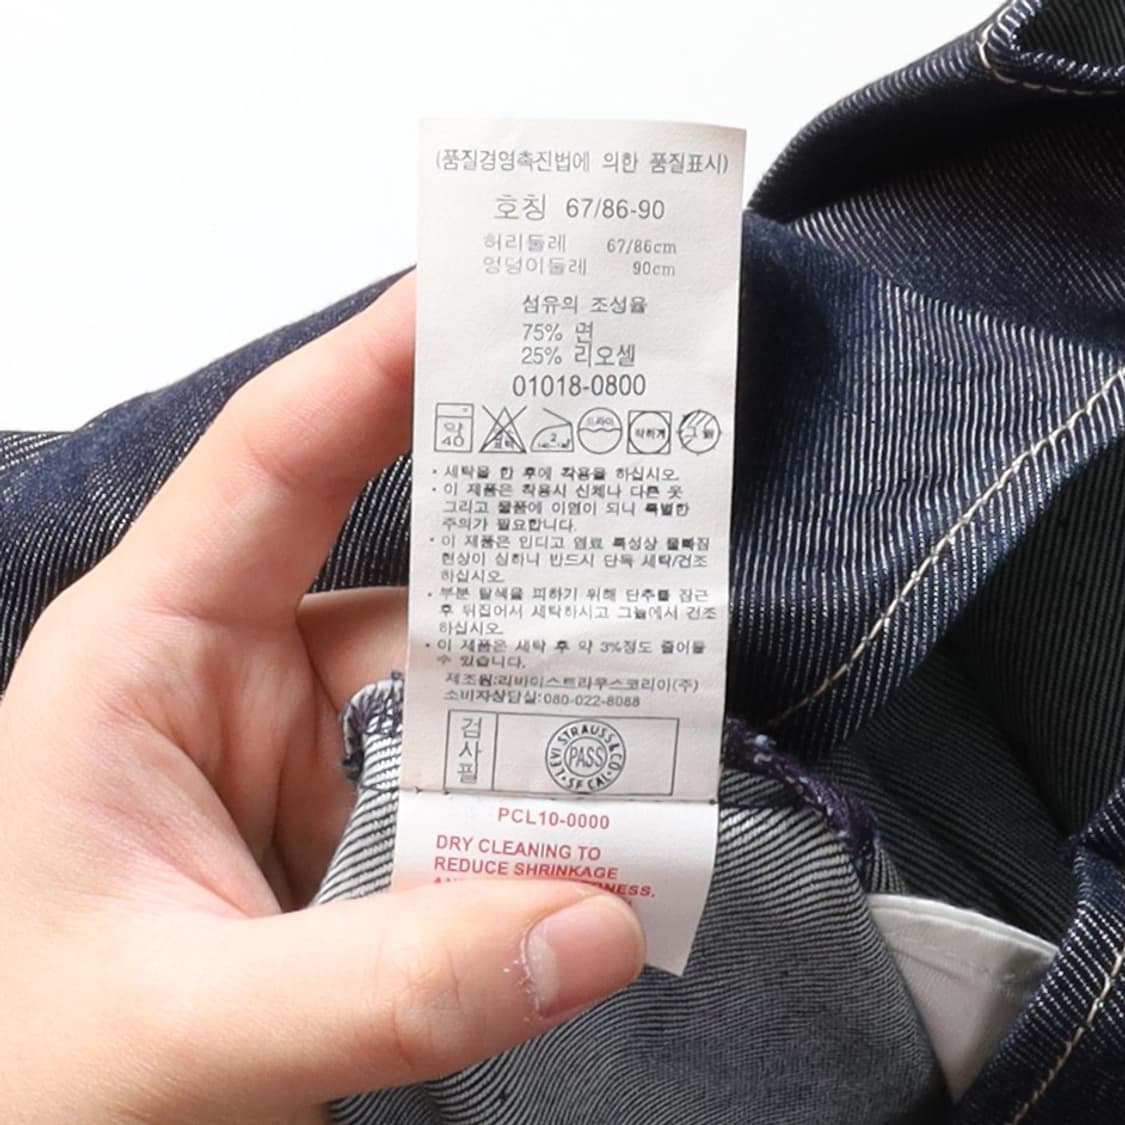 (품질경영촉진법에 의한 품질표시)
호칭 67/86-90
허리둘레 67/86cm
엉덩이둘레 90cm
섬유의 조성율
75% 면
25% 리오셀
01018-0800
약 40 표백 2 드라이 약하게 그늘
• 세탁을 한 후에 착용을 하십시오.
• 이 제품은 착용시 신체나 다른 옷
그리고 물품에 이염이 되니 특별한
주의가 필요합니다.
• 이 제품은 인디고 염료 특성상 물빠짐
현상이 심하니 반드시 단독 세탁/건조
하십시오.
• 부분 탈색을 피하기 위해 단추를 잠근
후 뒤집어서 세탁하시고 그늘에서 건조
하십시오.
• 이 제품은 세탁 후 약 3%정도 줄어들
수 있습니다.
제조원:리바이스트라우스코리아(주)
소비자상담실:080-022-8088
검사필
LEVI STRAUSS & CO
PASS
S F CAL
PCL10-0000
DRY CLEANING TO
REDUCE SHRINKAGE